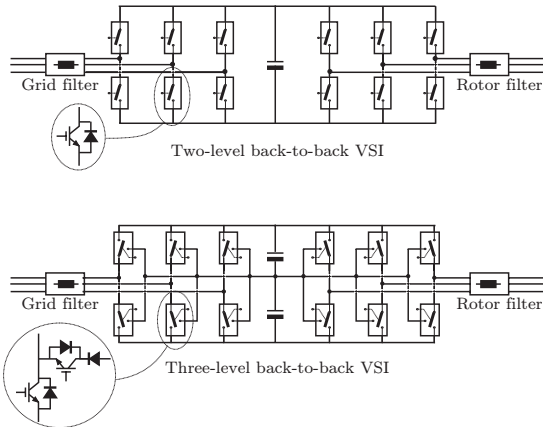 Grid filter
Rotor filter
Two-level back-to-back VSI
Grid filter
Rotor filter
Three-level back-to-back VSI